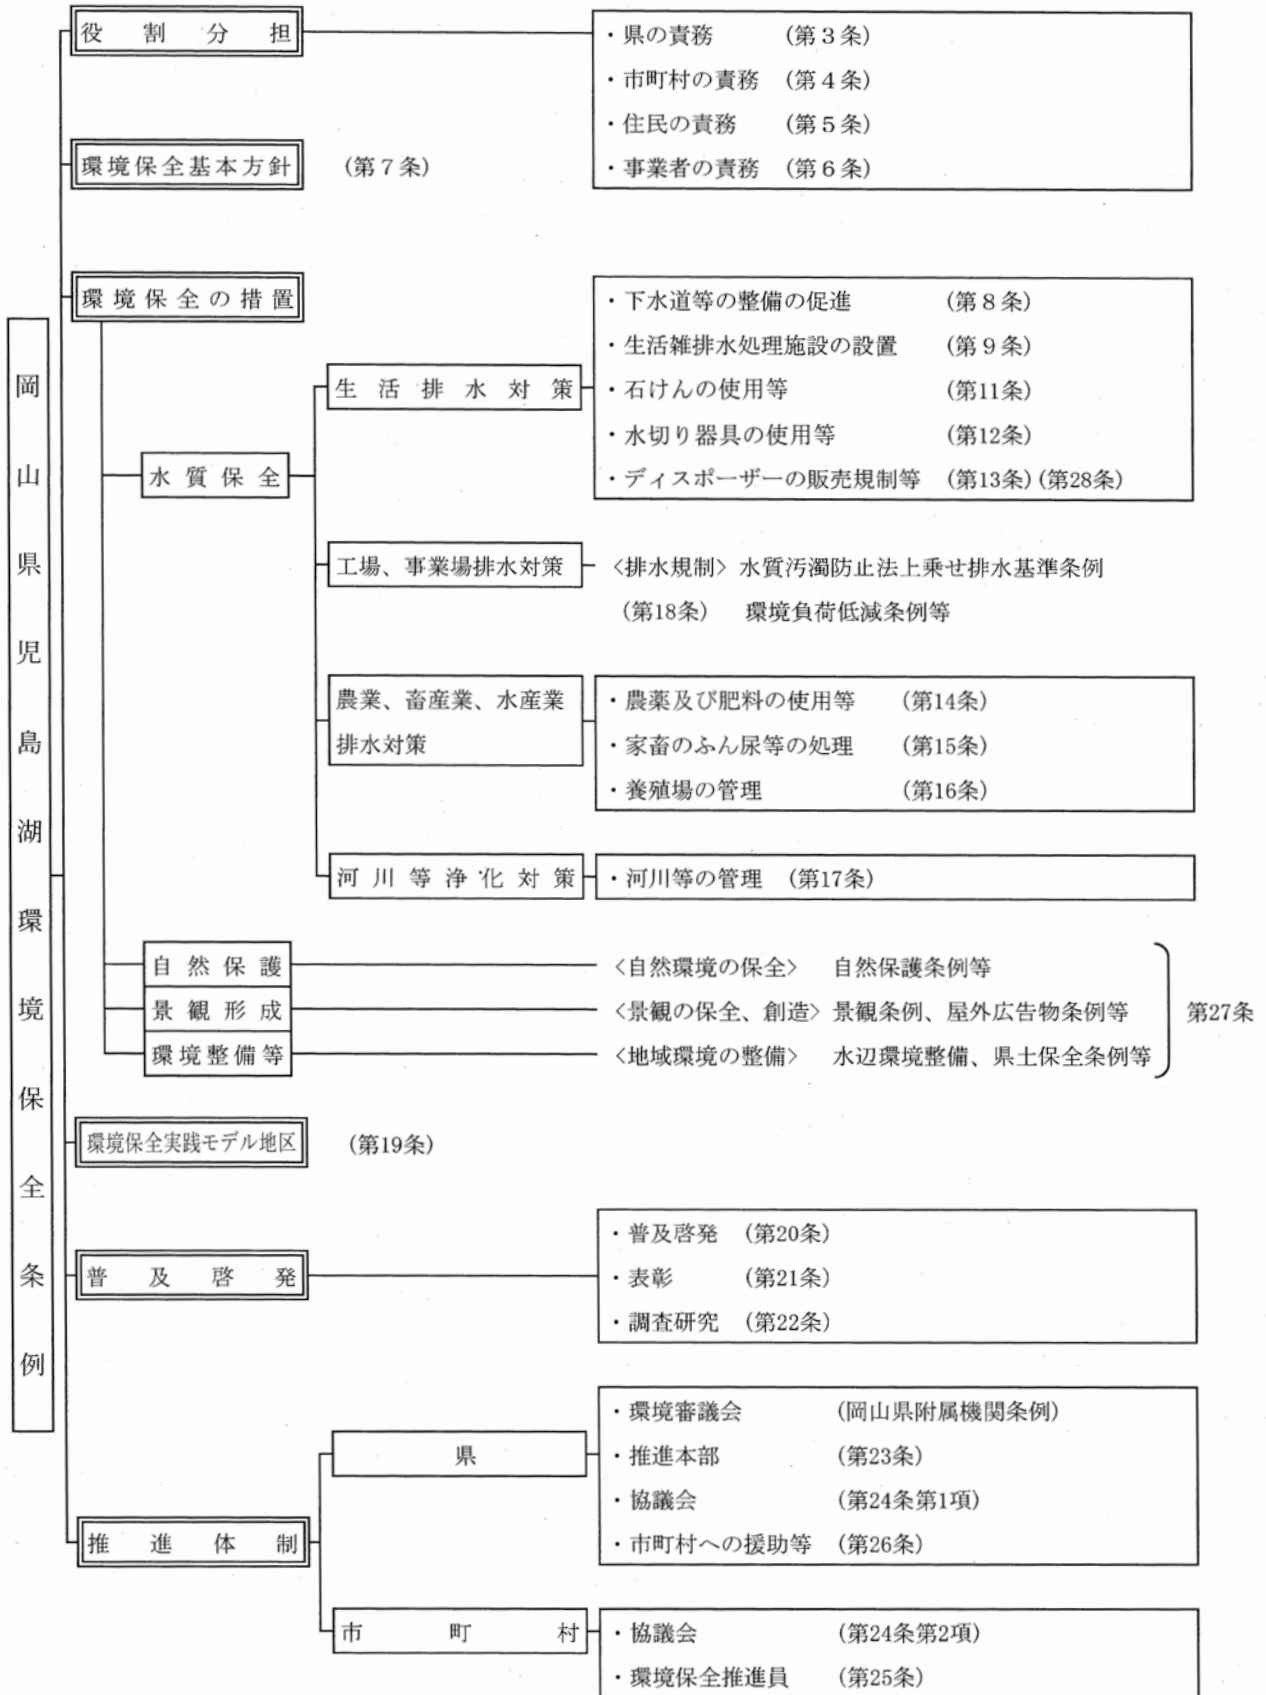 岡山県児島湖環境保全条例
役割分担
・県の責務 (第3条)
・市町村の責務 (第4条)
・住民の責務 (第5条)
・事業者の責務 (第6条)
環境保全基本方針 (第7条)
環境保全の措置
水質保全
生活排水対策
・下水道等の整備の促進 (第8条)
・生活雑排水処理施設の設置 (第9条)
・石けんの使用等 (第11条)
・水切り器具の使用等 (第12条)
・ディスポーザーの販売規制等 (第13条)(第28条)
工場、事業場排水対策
<排水規制> 水質汚濁防止法上乗せ排水基準条例
(第18条) 環境負荷低減条例等
農業、畜産業、水産業
排水対策
・農薬及び肥料の使用等 (第14条)
・家畜のふん尿等の処理 (第15条)
・養殖場の管理 (第16条)
河川等浄化対策
・河川等の管理 (第17条)
自然保護 <自然環境の保全> 自然保護条例等
景観形成 <景観の保全、創造> 景観条例、屋外広告物条例等
環境整備等 <地域環境の整備> 水辺環境整備、県土保全条例等
第27条
環境保全実践モデル地区 (第19条)
普及啓発
・普及啓発 (第20条)
・表彰 (第21条)
・調査研究 (第22条)
推進体制
県
・環境審議会 (岡山県附属機関条例)
・推進本部 (第23条)
・協議会 (第24条第1項)
・市町村への援助等 (第26条)
市町村
・協議会 (第24条第2項)
・環境保全推進員 (第25条)